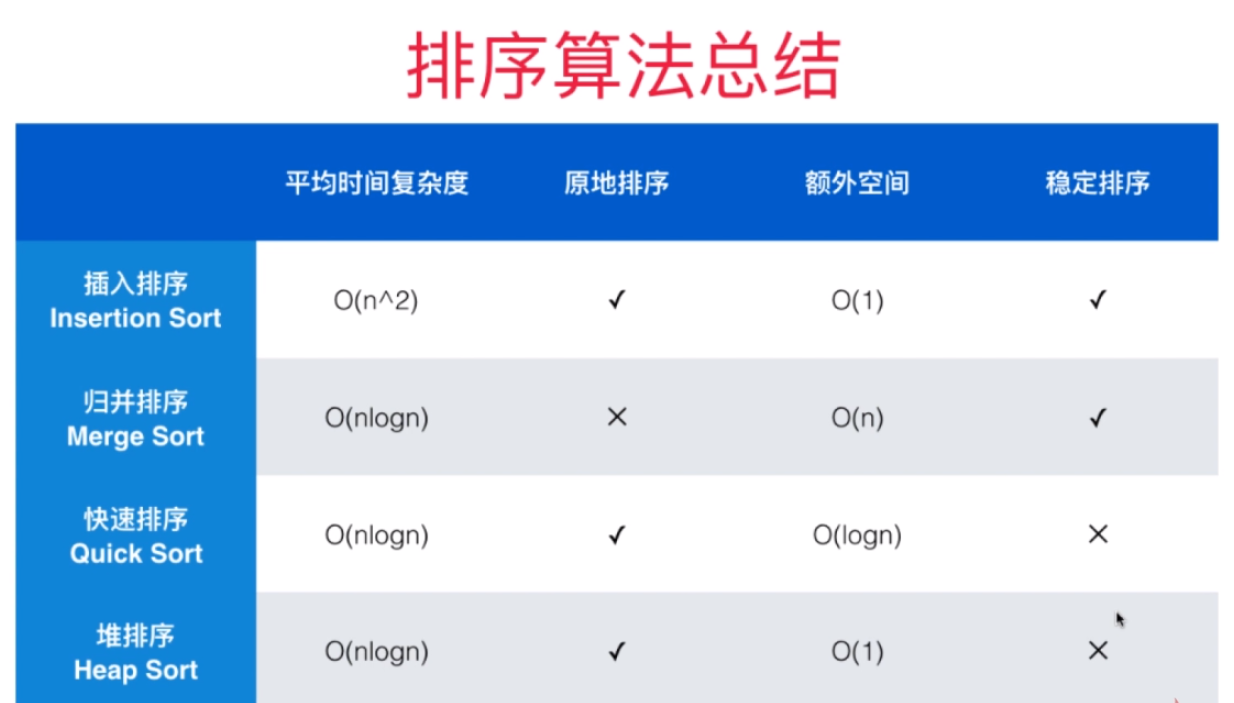 排序算法总结
平均时间复杂度 原地排序 额外空间 稳定排序
插入排序
Insertion Sort
O(n^2) ✓ O(1) ✓
归并排序
Merge Sort
O(nlogn) ✕ O(n) ✓
快速排序
Quick Sort
O(nlogn) ✓ O(logn) ✕
堆排序
Heap Sort
O(nlogn) ✓ O(1) ✕